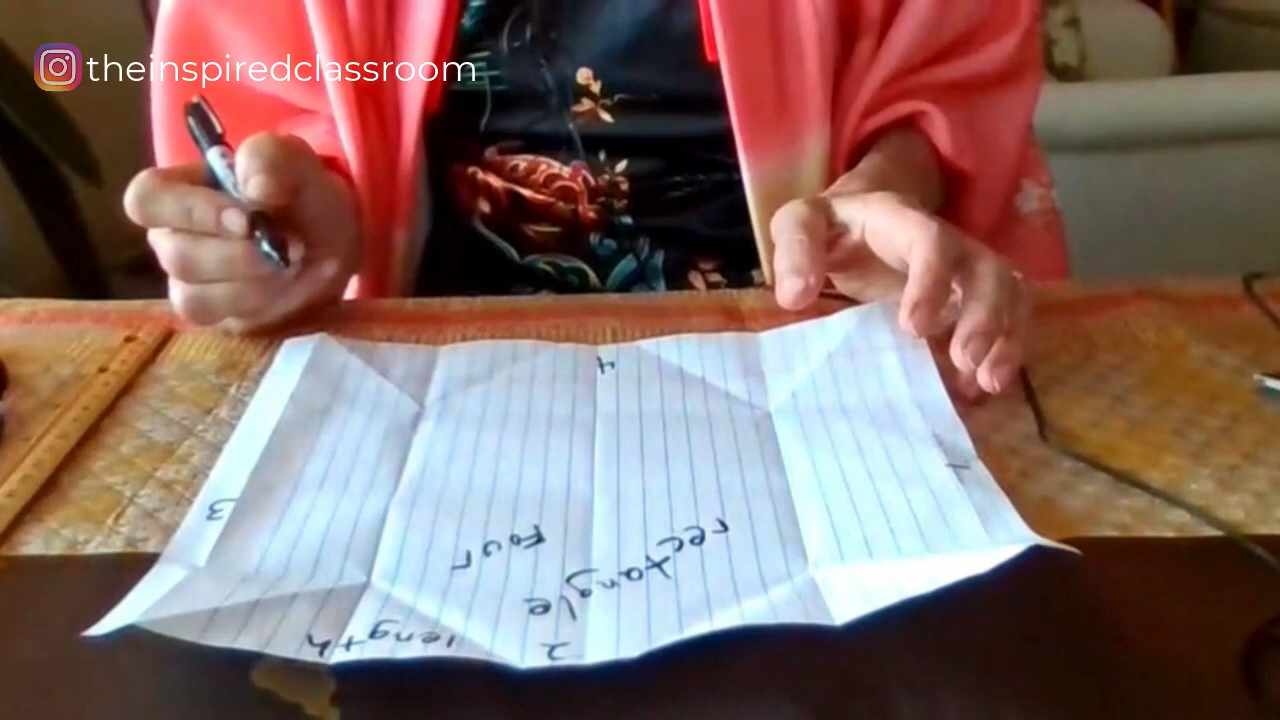 theinspiredclassroom
4
1
3
rectangle
Four
2
length